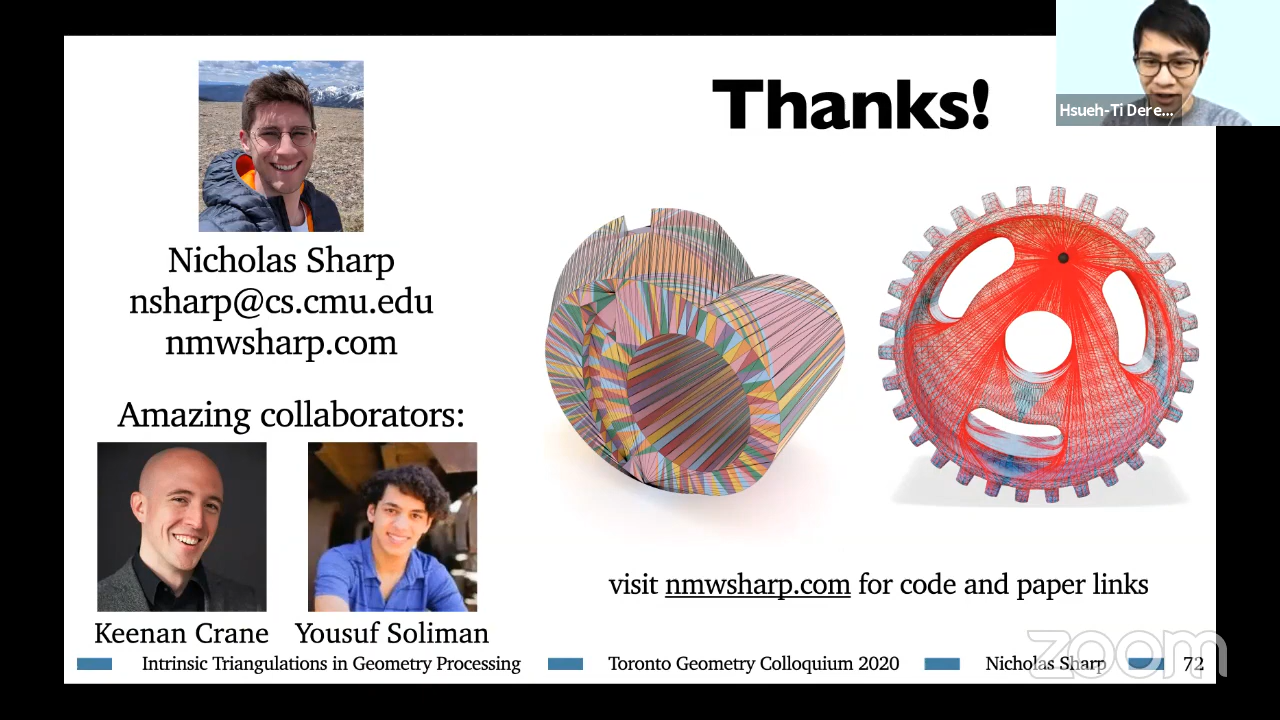 Thanks!
Hsueh-Ti Dere...
Nicholas Sharp
nsharp@cs.cmu.edu
nmwsharp.com
Amazing collaborators:
Keenan Crane
Yousuf Soliman
visit nmwsharp.com for code and paper links
Intrinsic Triangulations in Geometry Processing
Toronto Geometry Colloquium 2020
Nicholas Sharp
72
zoom